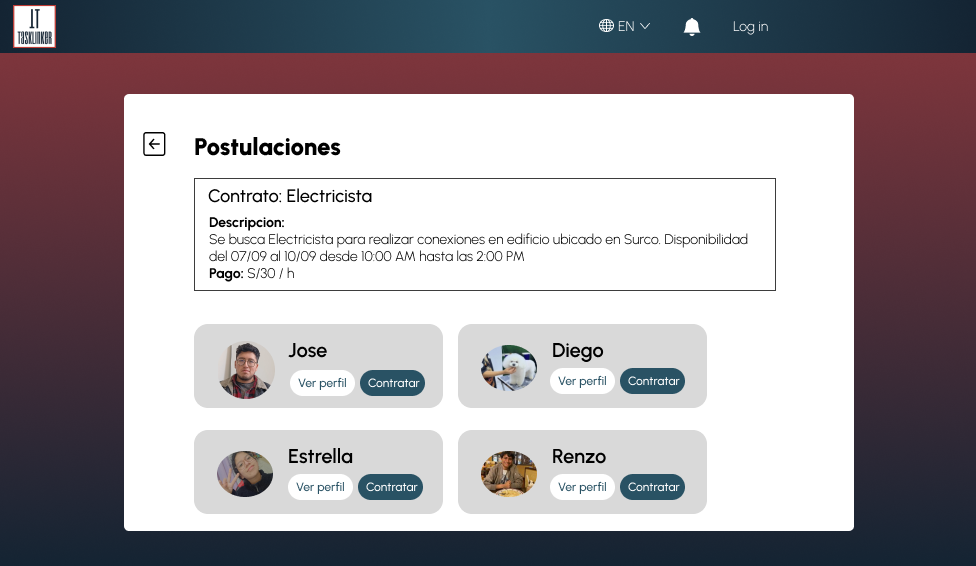 IT
TASKLINKER
EN
Log in
Postulaciones
Contrato: Electricista
Descripcion:
Se busca Electricista para realizar conexiones en edificio ubicado en Surco. Disponibilidad
del 07/09 al 10/09 desde 10:00 AM hasta las 2:00 PM
Pago: S/30 / h
Jose
Ver perfil
Contratar
Diego
Ver perfil
Contratar
Estrella
Ver perfil
Contratar
Renzo
Ver perfil
Contratar